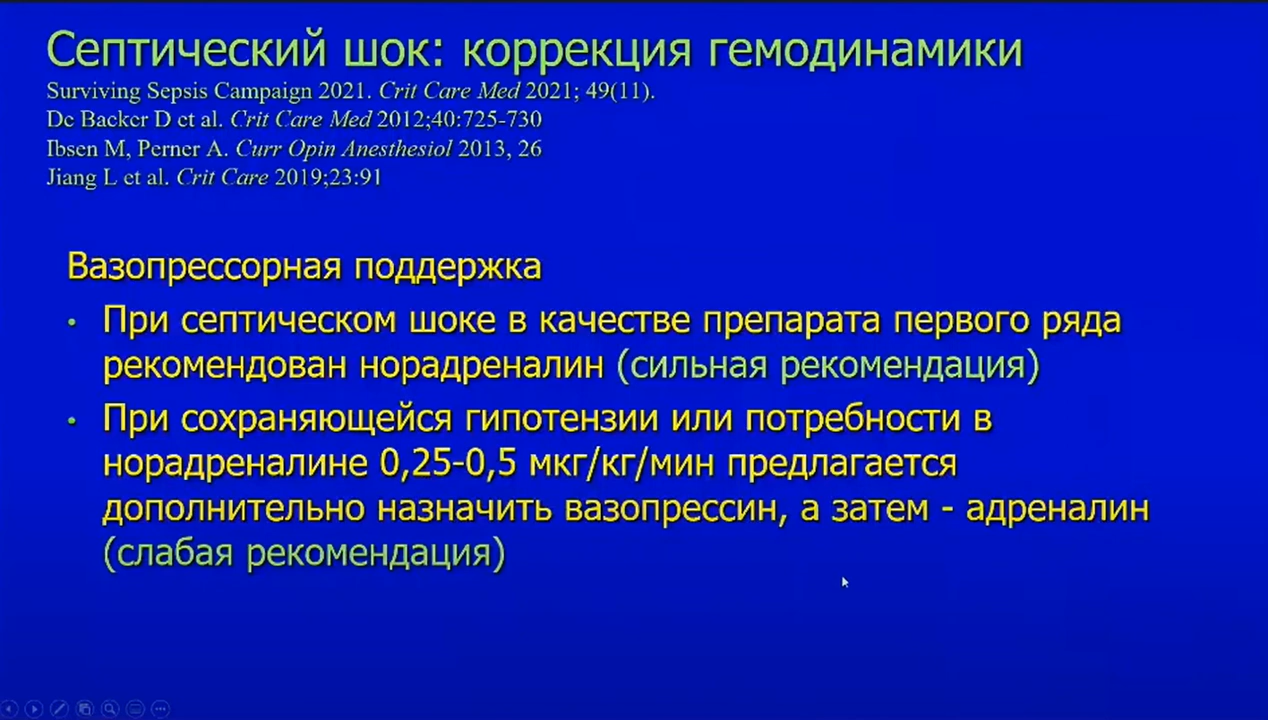 Септический шок: коррекция гемодинамики
Surviving Sepsis Campaign 2021. Crit Care Med 2021; 49(11).
De Backer D et al. Crit Care Med 2012;40:725-730
Ibsen M, Perner A. Curr Opin Anesthesiol 2013, 26
Jiang L et al. Crit Care 2019;23:91
Вазопрессорная поддержка
• При септическом шоке в качестве препарата первого ряда
рекомендован норадреналин (сильная рекомендация)
• При сохраняющейся гипотензии или потребности в
норадреналине 0,25-0,5 мкг/кг/мин предлагается
дополнительно назначить вазопрессин, а затем - адреналин
(слабая рекомендация)